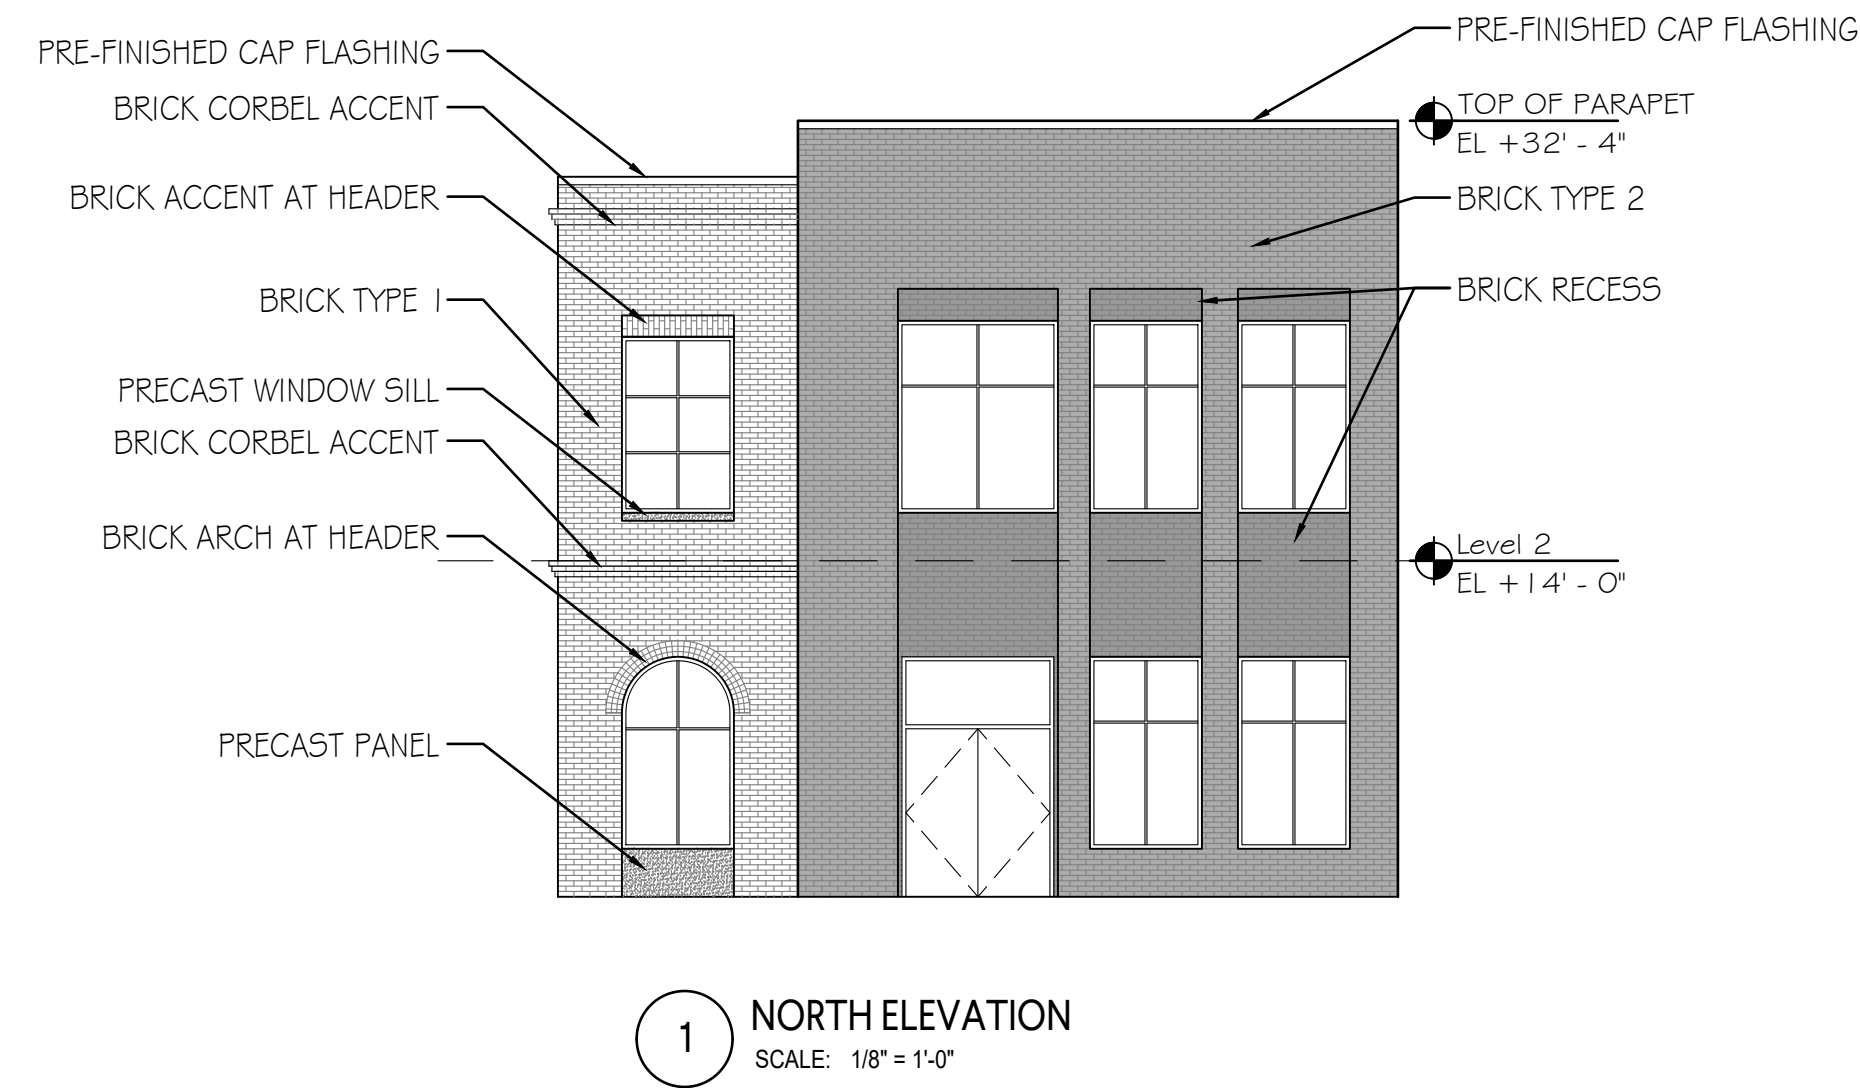 PRE-FINISHED CAP FLASHING
BRICK CORBEL ACCENT
BRICK ACCENT AT HEADER
BRICK TYPE 1
PRECAST WINDOW SILL
BRICK CORBEL ACCENT
BRICK ARCH AT HEADER
PRECAST PANEL
PRE-FINISHED CAP FLASHING
TOP OF PARAPET
EL +32' - 4"
BRICK TYPE 2
BRICK RECESS
Level 2
EL +14' - 0"
1
NORTH ELEVATION
SCALE: 1/8" = 1'-0"